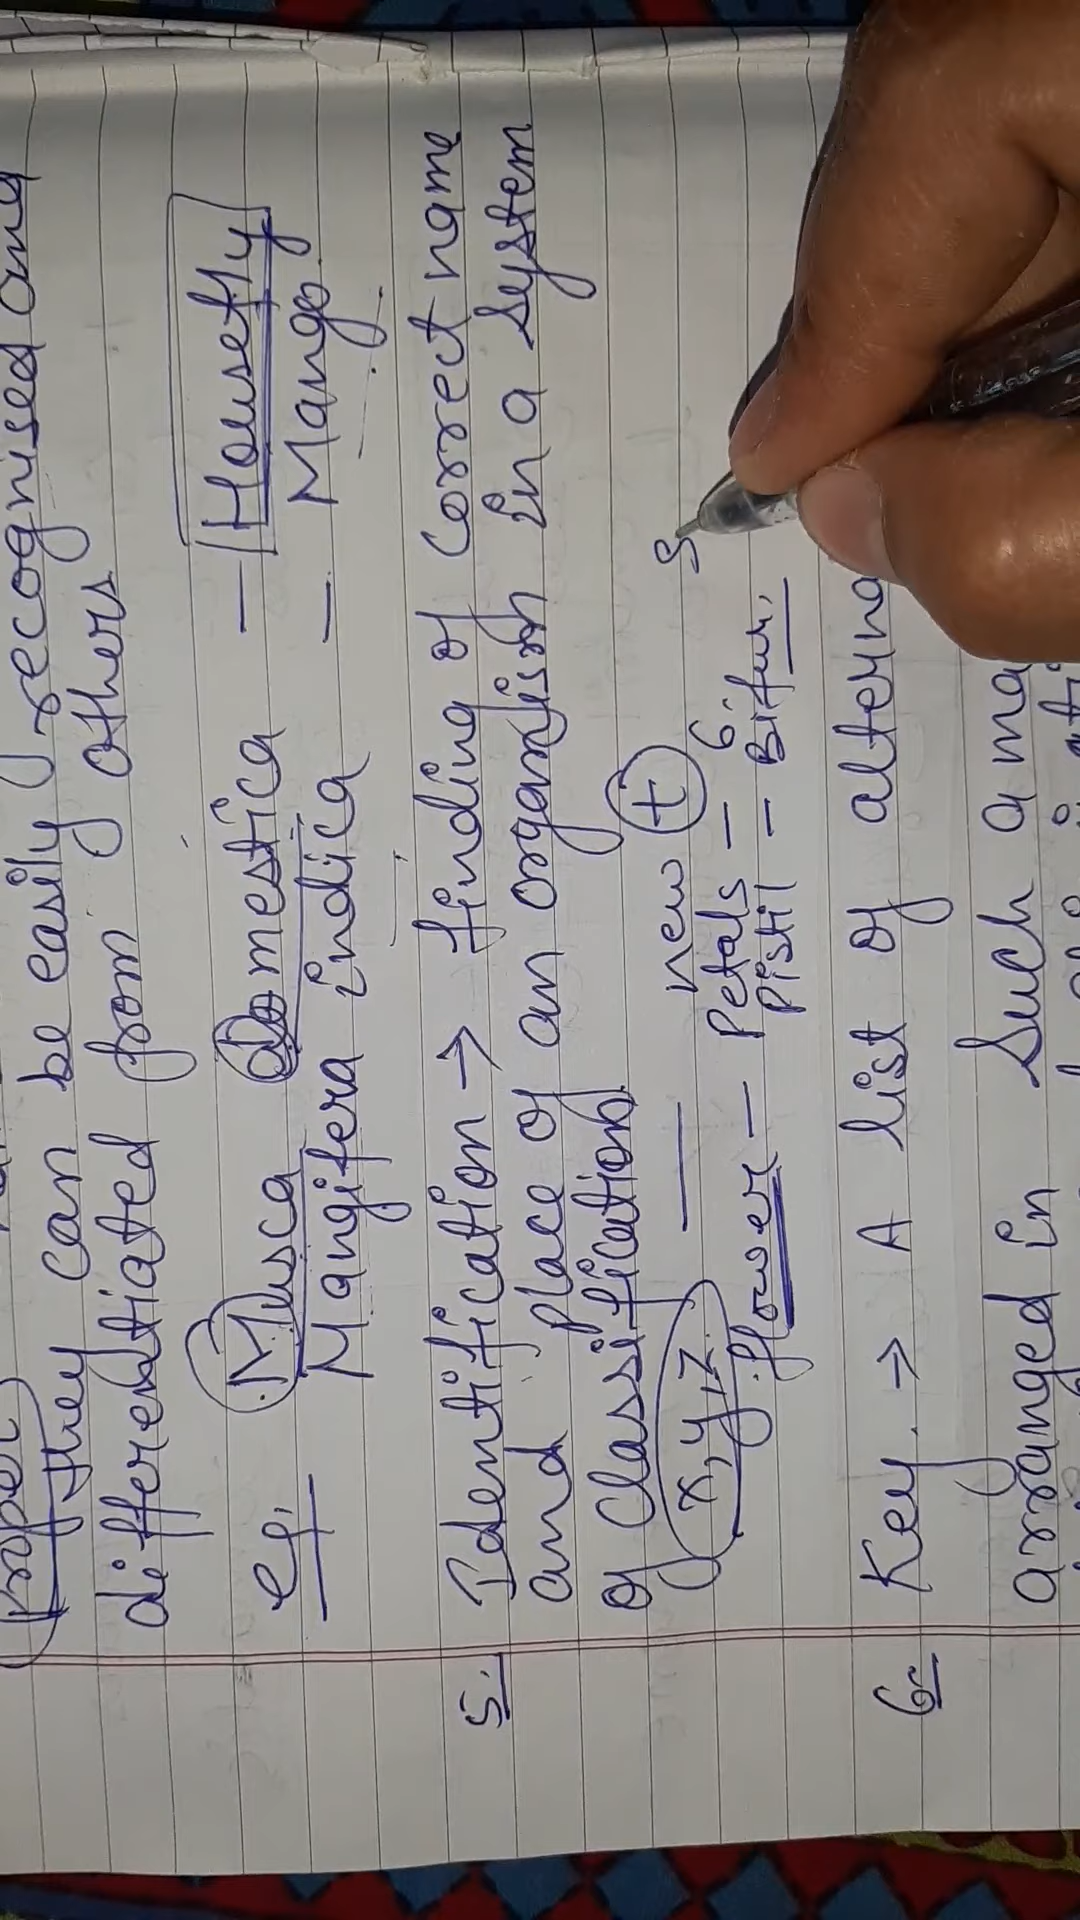 they can be easily recognised and
differentiated from others
eg. Musca Domestica — Housefly
Mangifera indica — Mango.
5. Identification → finding of correct name
and place of an organism in a system
of classification
x, y, z. — new t
flower — Petals — 6.
Pistil — Bifur.
6. Key. → A list of alterna
arranged in such a ma